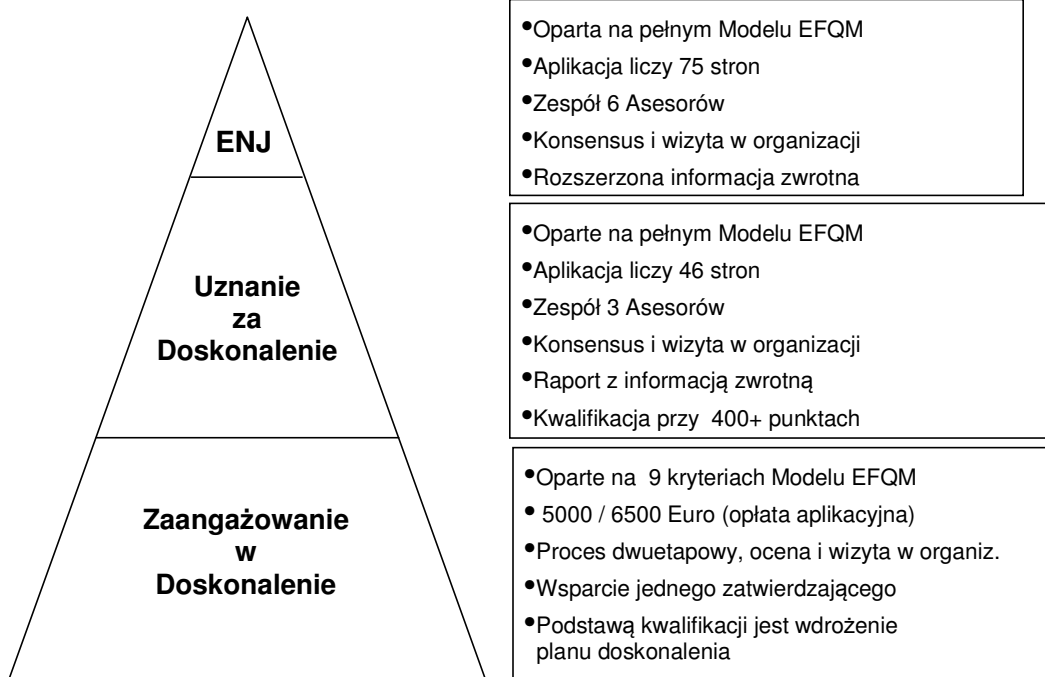 ENJ
•Oparta na pełnym Modelu EFQM
•Aplikacja liczy 75 stron
•Zespół 6 Asesorów
•Konsensus i wizyta w organizacji
•Rozszerzona informacja zwrotna
Uznanie
za
Doskonalenie
•Oparte na pełnym Modelu EFQM
•Aplikacja liczy 46 stron
•Zespół 3 Asesorów
•Konsensus i wizyta w organizacji
•Raport z informacją zwrotną
•Kwalifikacja przy 400+ punktach
Zaangażowanie
w
Doskonalenie
•Oparte na 9 kryteriach Modelu EFQM
• 5000 / 6500 Euro (opłata aplikacyjna)
•Proces dwuetapowy, ocena i wizyta w organiz.
•Wsparcie jednego zatwierdzającego
•Podstawą kwalifikacji jest wdrożenie
planu doskonalenia